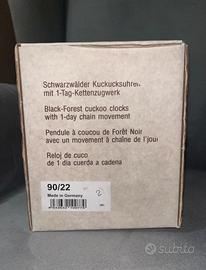 Schwarzwälder Kuckucksuhren
mit 1-Tag-Kettenzugwerk
Black-Forest cuckoo clocks
with 1-day chain movement
Pendule à coucou de Forêt Noir
avec un movement à chaîne de l'jour
Reloj de cuco
de 1 dia cuerda a cadena
90/22
Made in Germany
2
subito